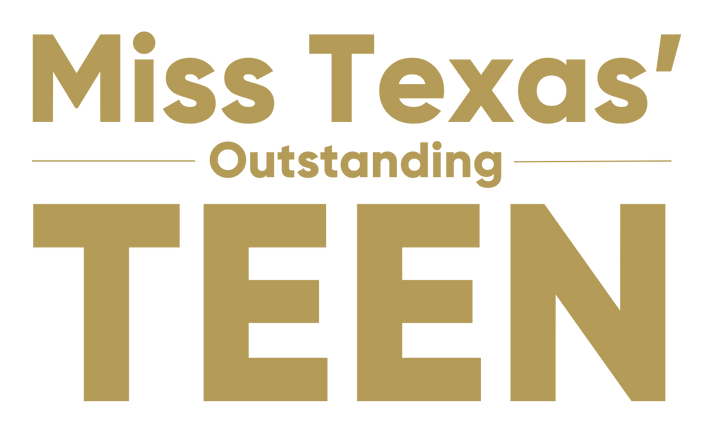 Miss Texas’
Outstanding
TEEN